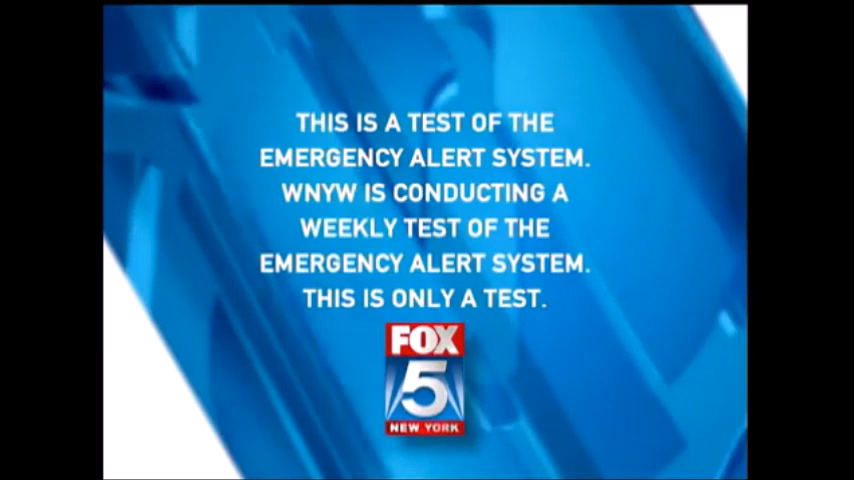 THIS IS A TEST OF THE
EMERGENCY ALERT SYSTEM.
WNYW IS CONDUCTING A
WEEKLY TEST OF THE
EMERGENCY ALERT SYSTEM.
THIS IS ONLY A TEST.
FOX
5
NEW YORK